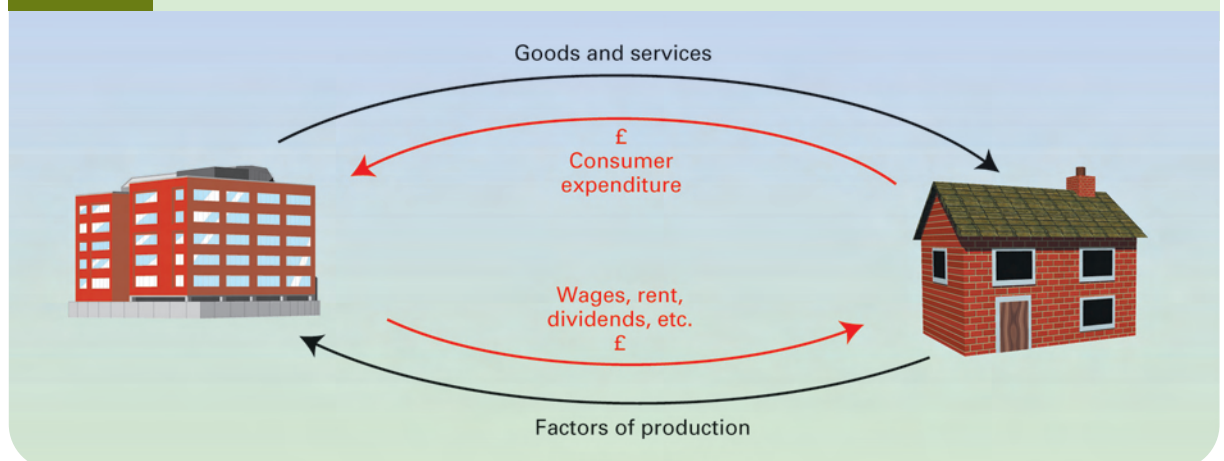 Goods and services
£
Consumer
expenditure
Wages, rent,
dividends, etc.
£
Factors of production